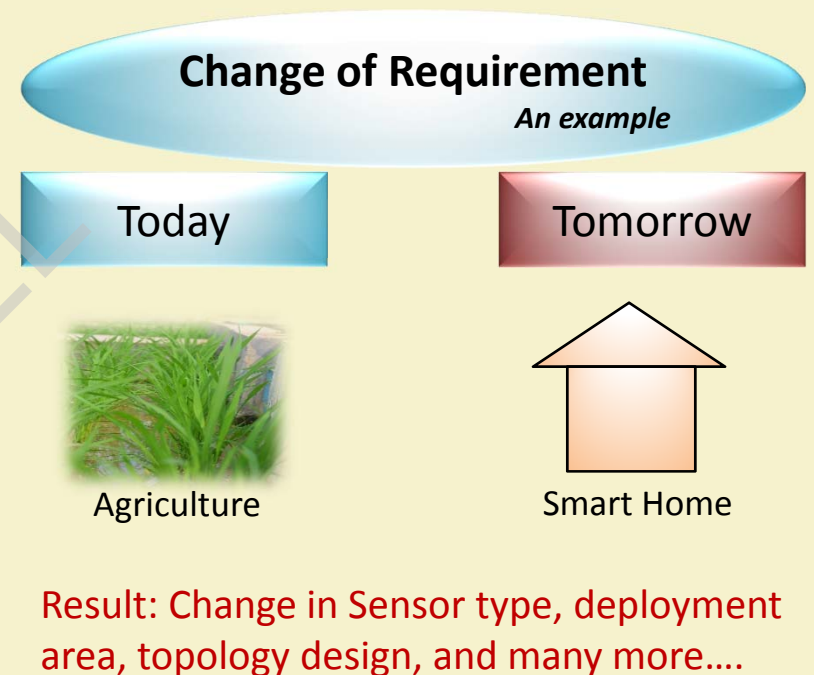 Change of Requirement
An example
Today
Tomorrow
Agriculture
Smart Home
Result: Change in Sensor type, deployment
area, topology design, and many more....